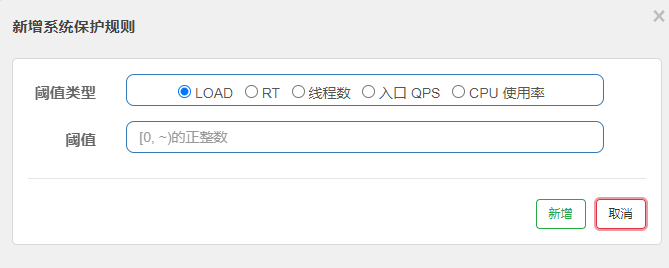 新增系统保护规则
×
阈值类型 LOAD RT 线程数 入口 QPS CPU 使用率
阈值 [0, ~)的正整数
新增 取消